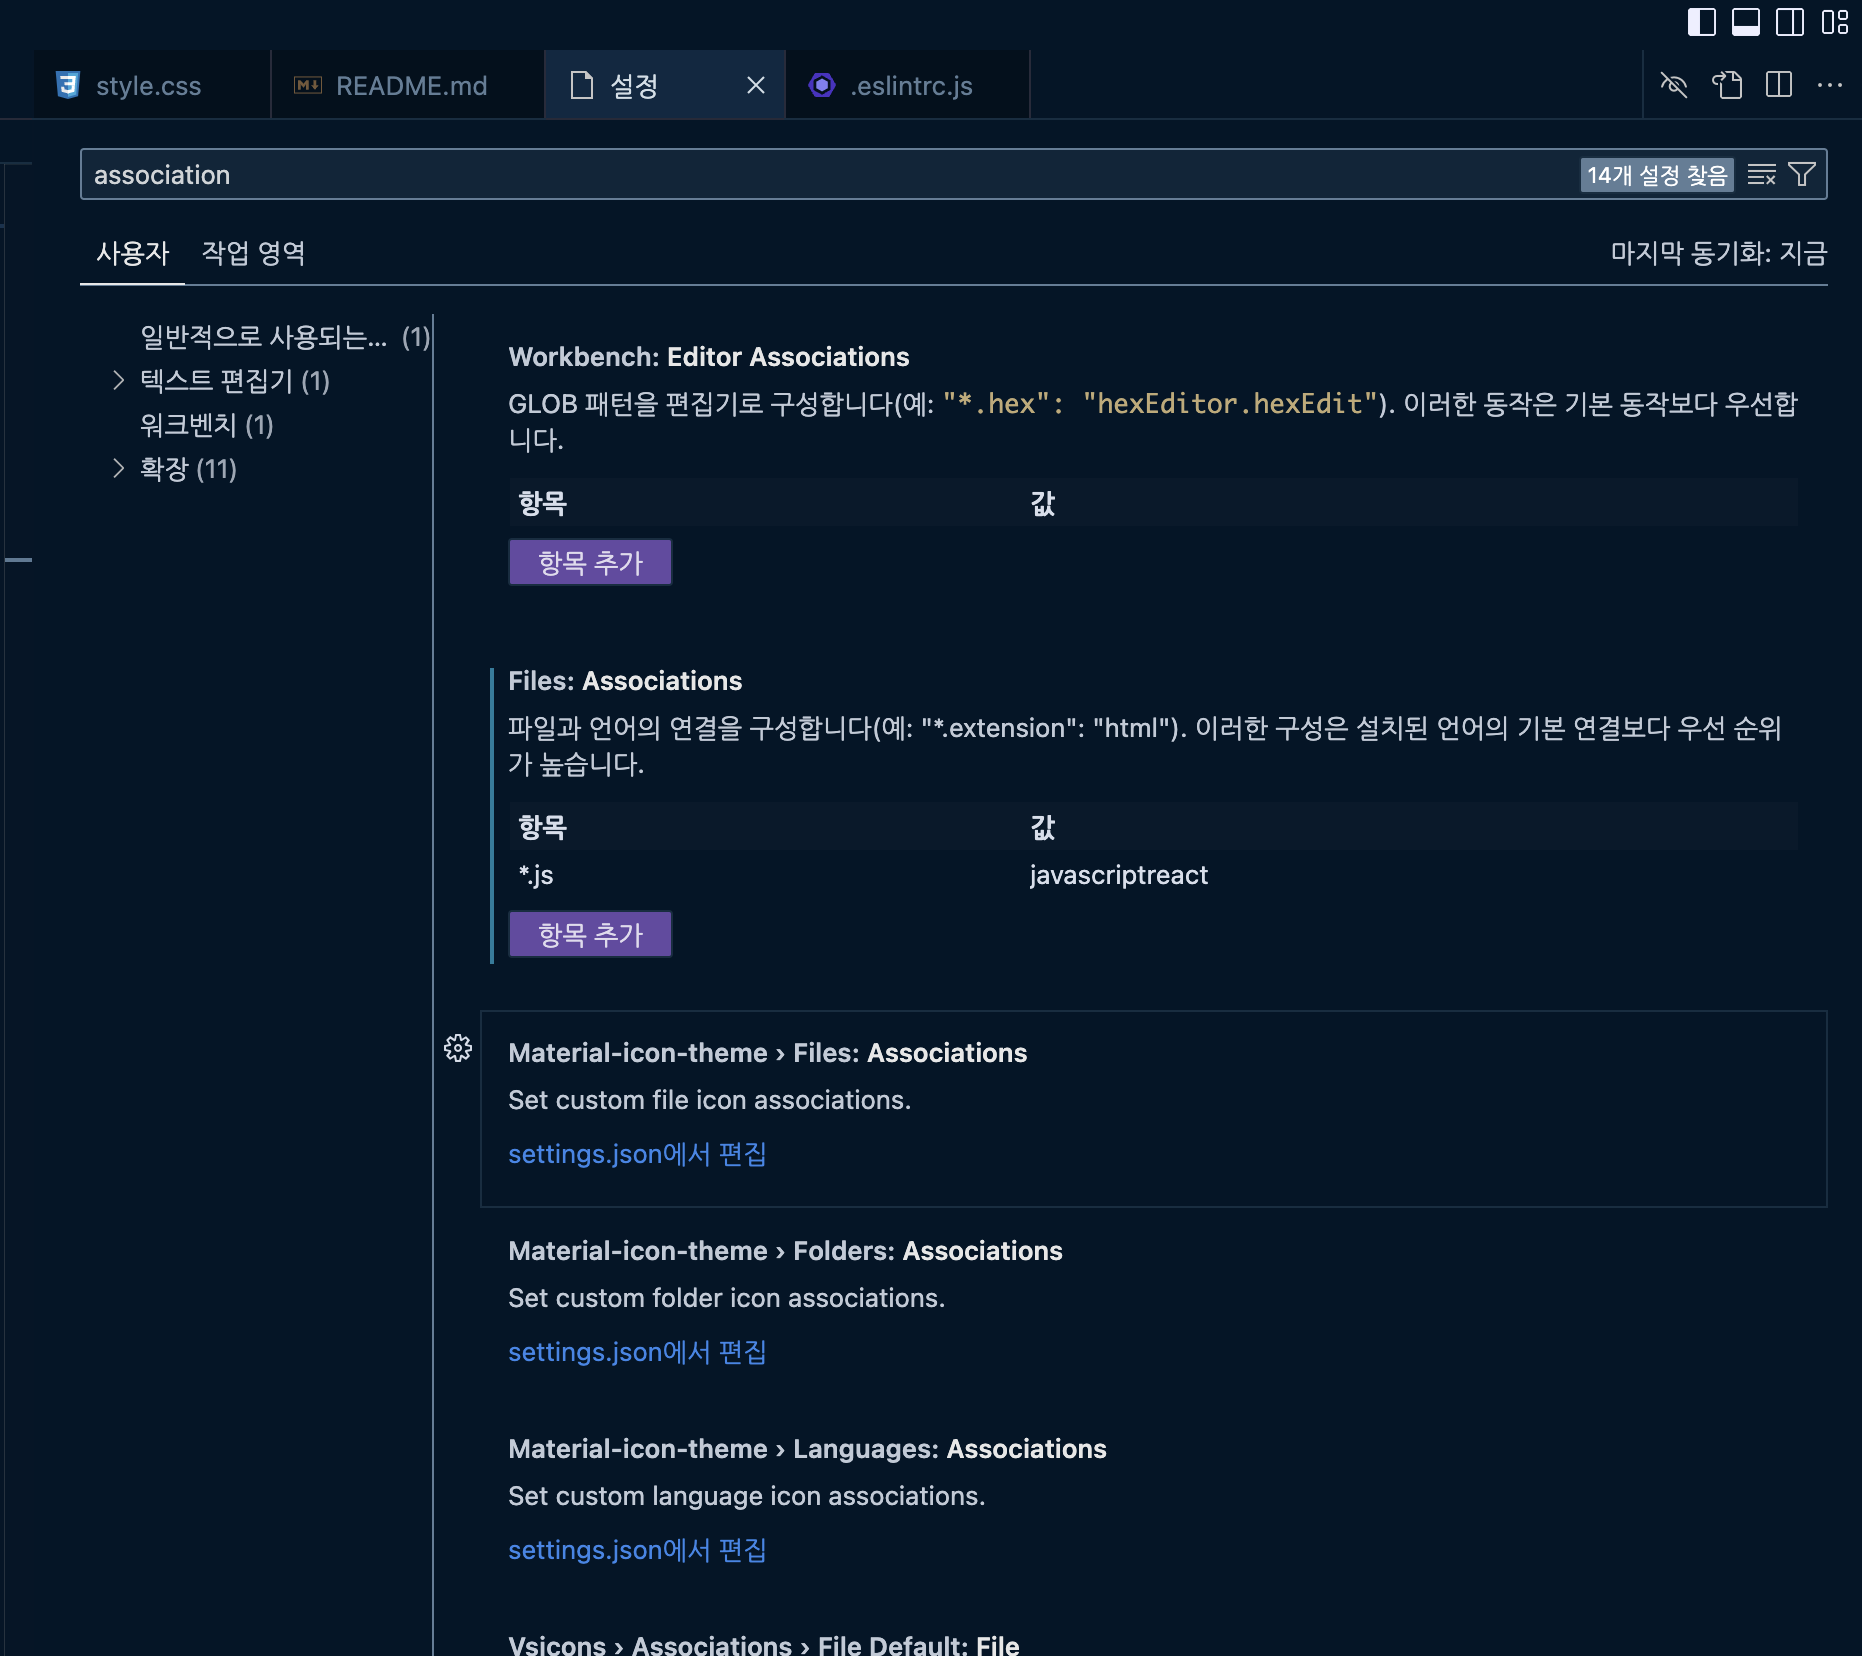 style.css
README.md
설정
.eslintrc.js
association
14개 설정 찾음
사용자
작업 영역
마지막 동기화: 지금
일반적으로 사용되는... (1)
텍스트 편집기 (1)
워크벤치 (1)
확장 (11)
Workbench: Editor Associations
GLOB 패턴을 편집기로 구성합니다(예: "*.hex": "hexEditor.hexEdit"). 이러한 동작은 기본 동작보다 우선합
니다.
항목 값
항목 추가
Files: Associations
파일과 언어의 연결을 구성합니다(예: "*.extension": "html"). 이러한 구성은 설치된 언어의 기본 연결보다 우선 순위
가 높습니다.
항목 값
*.js javascriptreact
항목 추가
Material-icon-theme › Files: Associations
Set custom file icon associations.
settings.json에서 편집
Material-icon-theme › Folders: Associations
Set custom folder icon associations.
settings.json에서 편집
Material-icon-theme › Languages: Associations
Set custom language icon associations.
settings.json에서 편집
Vsicons › Associations › File Default: File